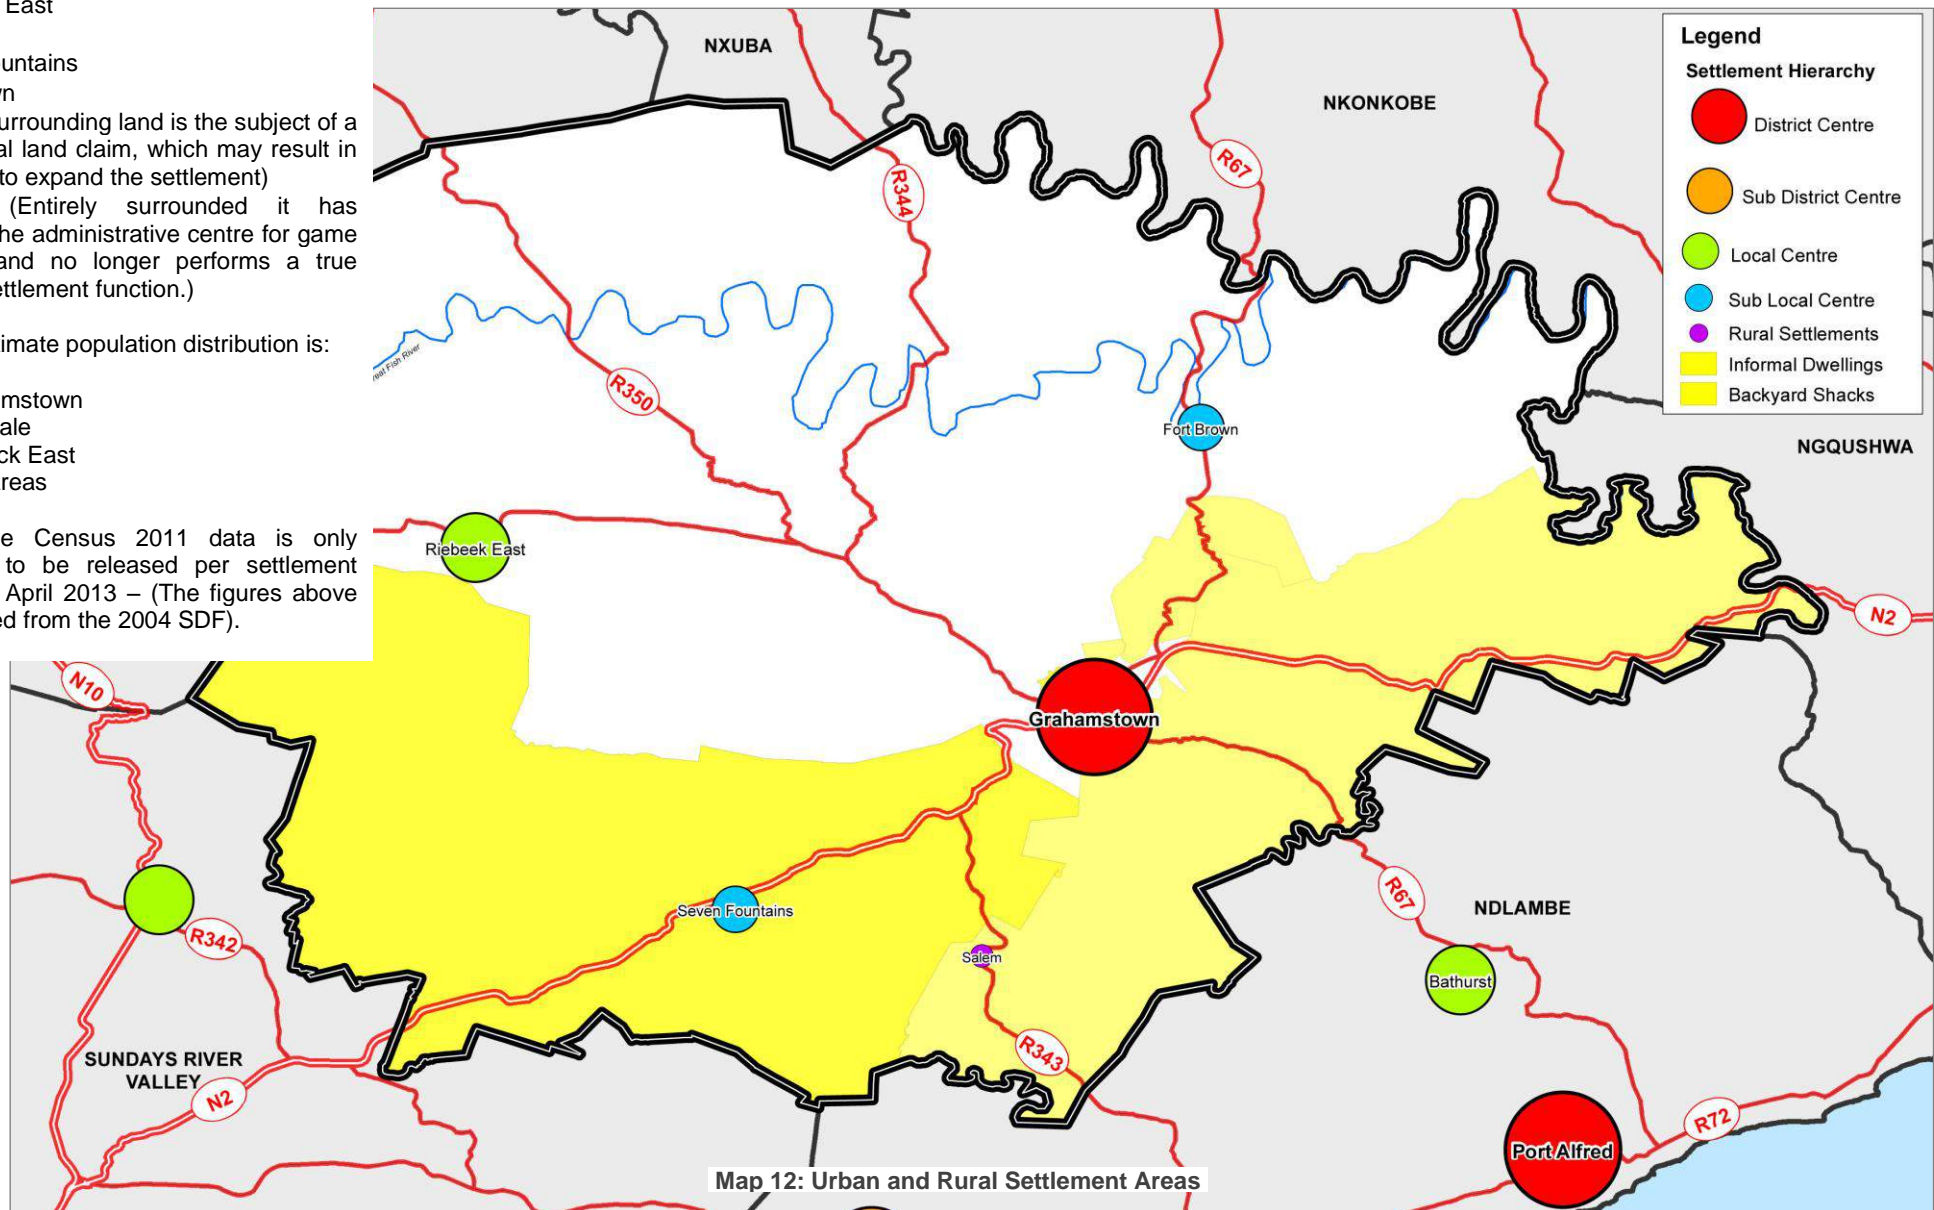 East
ountains
n
urrounding land is the subject of a
al land claim, which may result in
to expand the settlement)
(Entirely surrounded it has
he administrative centre for game
and no longer performs a true
ettlement function.)
timate population distribution is:
mstown
ale
ck East
reas
e Census 2011 data is only
to be released per settlement
April 2013 – (The figures above
ed from the 2004 SDF).
NXUBA
NKONKOBE
R67
R344
eat Fish River
R350
Fort Brown
NGQUSHWA
Riebeek East
N2
N10
Grahamstown
R67
NDLAMBE
Seven Fountains
R342
Salem
Bathurst
R343
SUNDAYS RIVER
VALLEY
N2
R72
Port Alfred
Legend
Settlement Hierarchy
District Centre
Sub District Centre
Local Centre
Sub Local Centre
Rural Settlements
Informal Dwellings
Backyard Shacks
Map 12: Urban and Rural Settlement Areas